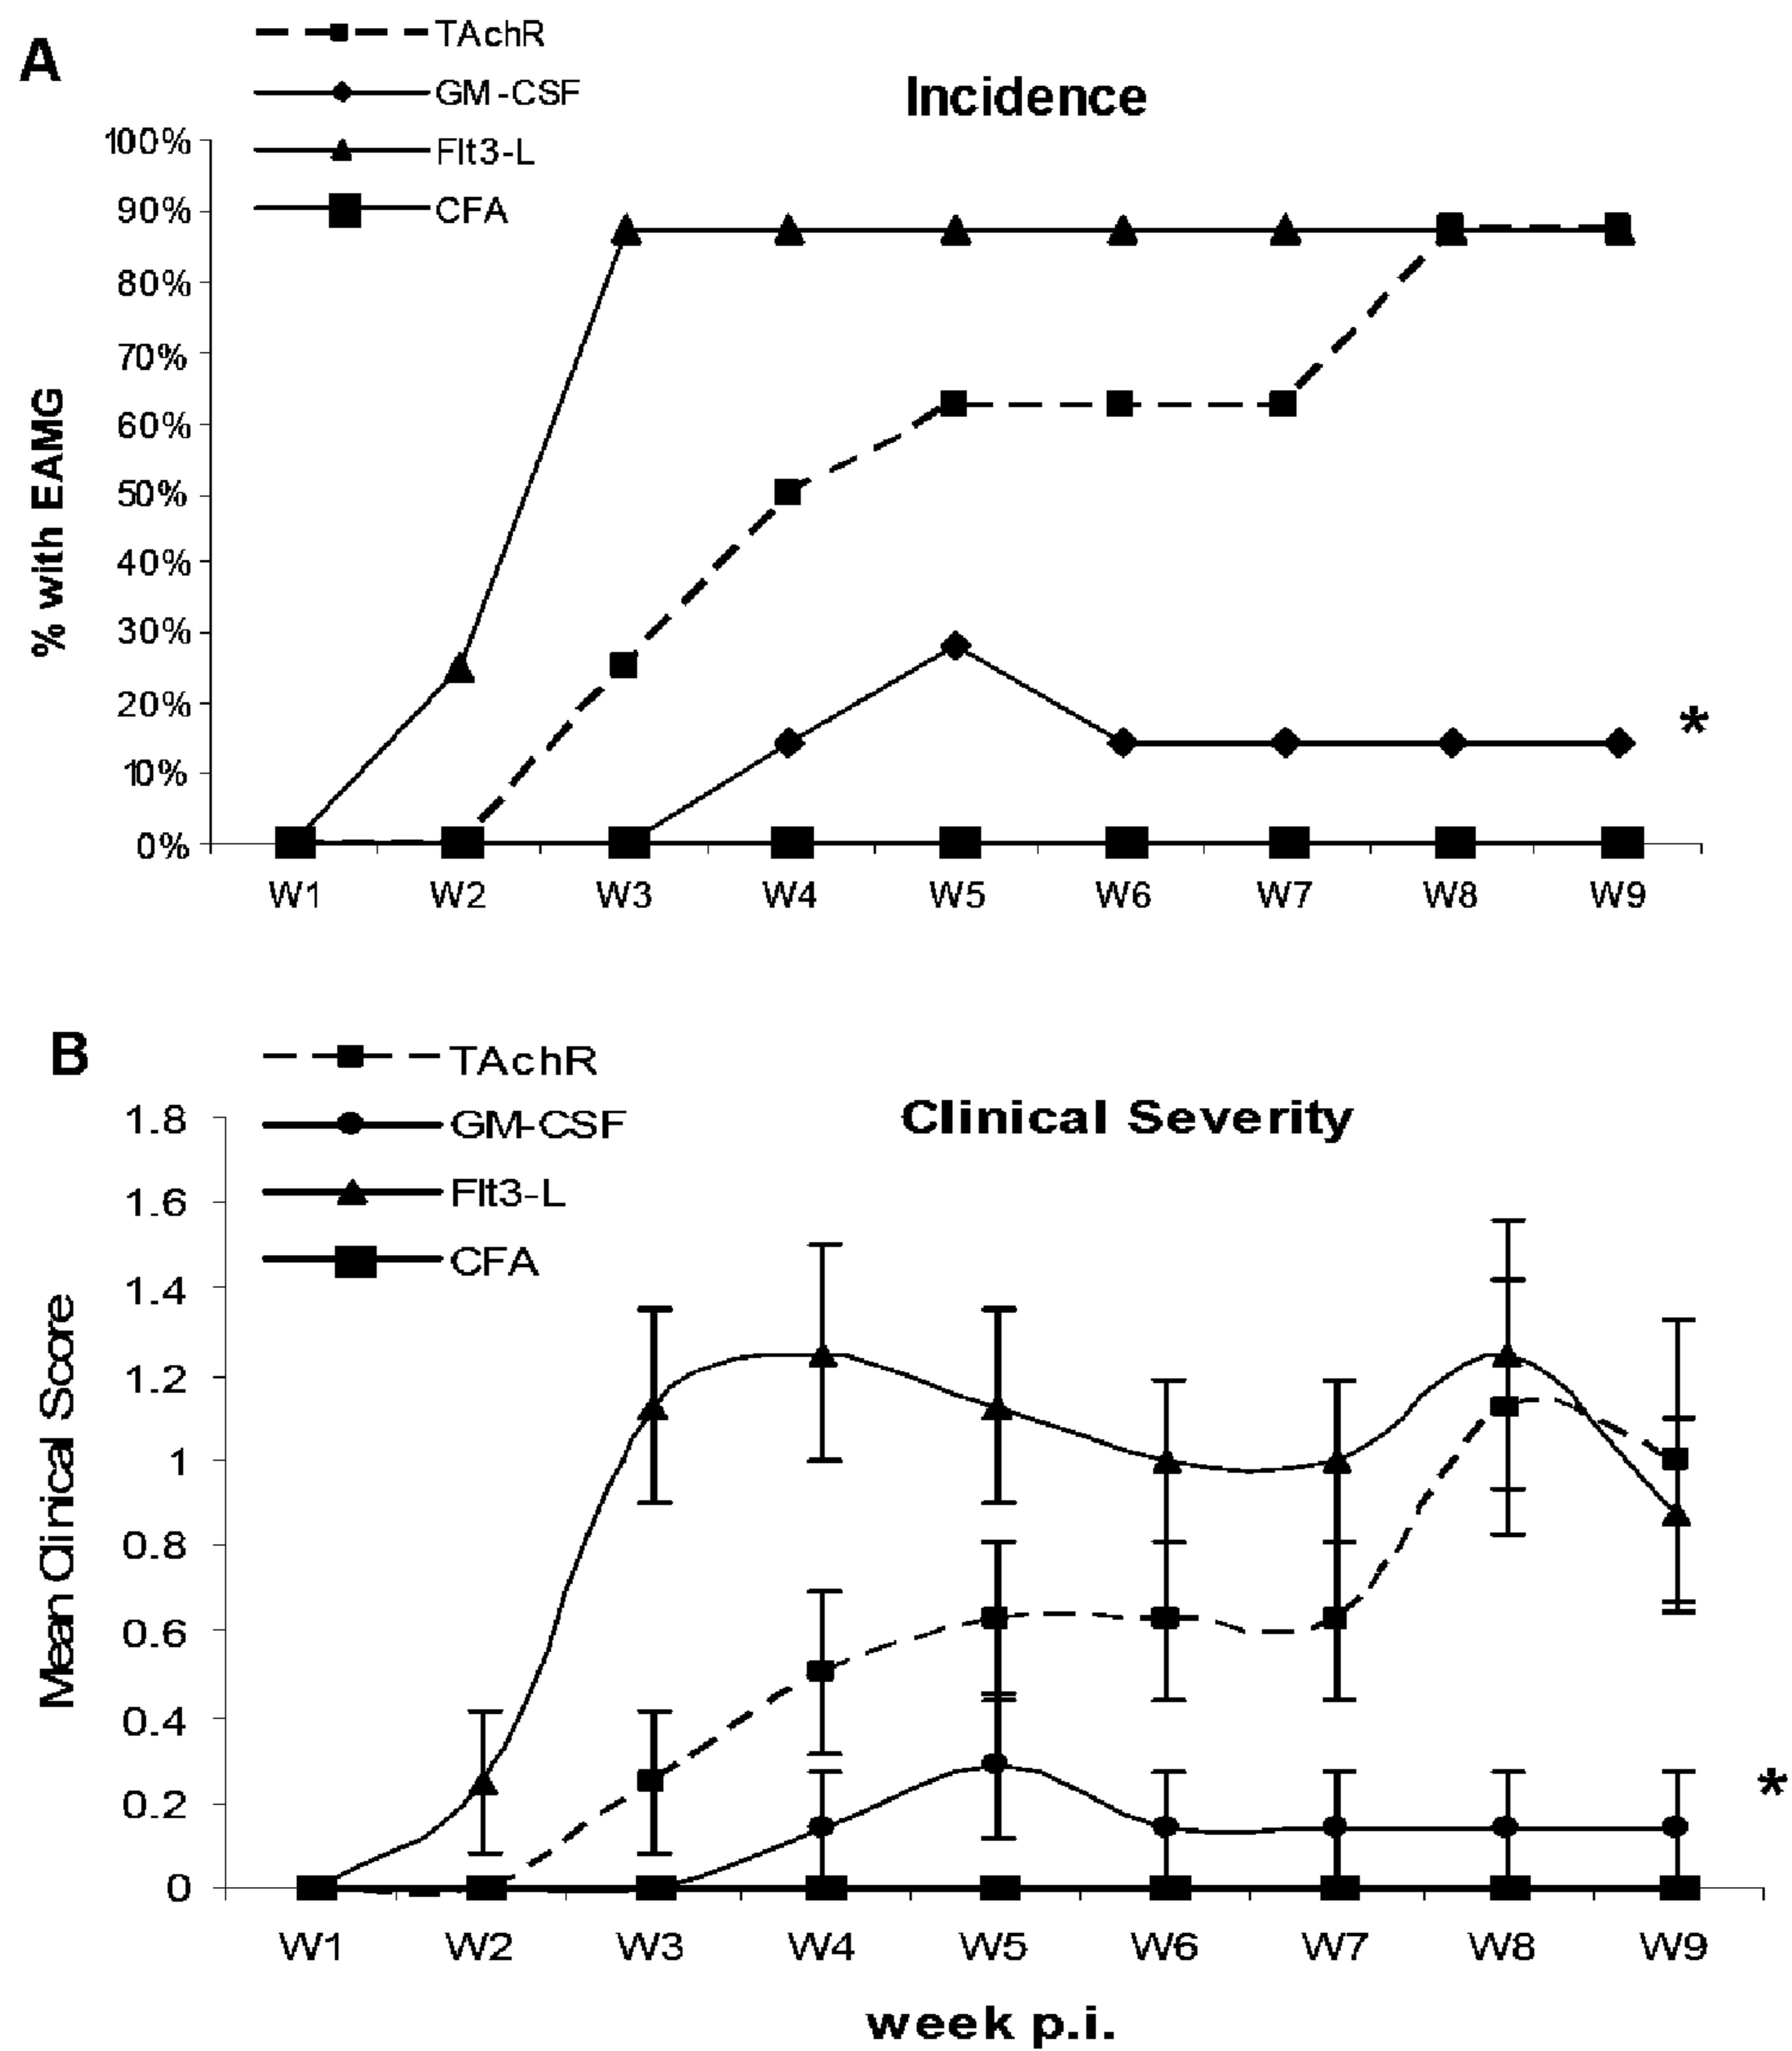 A
TAchR
GM-CSF
Flt3-L
CFA
Incidence
100%
90%
80%
70%
60%
50%
40%
30%
20%
10%
0%
% with EAMG
*
W1 W2 W3 W4 W5 W6 W7 W8 W9
B
TAchR
GM-CSF
Flt3-L
CFA
Clinical Severity
1.8
1.6
1.4
1.2
1
0.8
0.6
0.4
0.2
0
Mean Clinical Score
*
W1 W2 W3 W4 W5 W6 W7 W8 W9
week p.i.